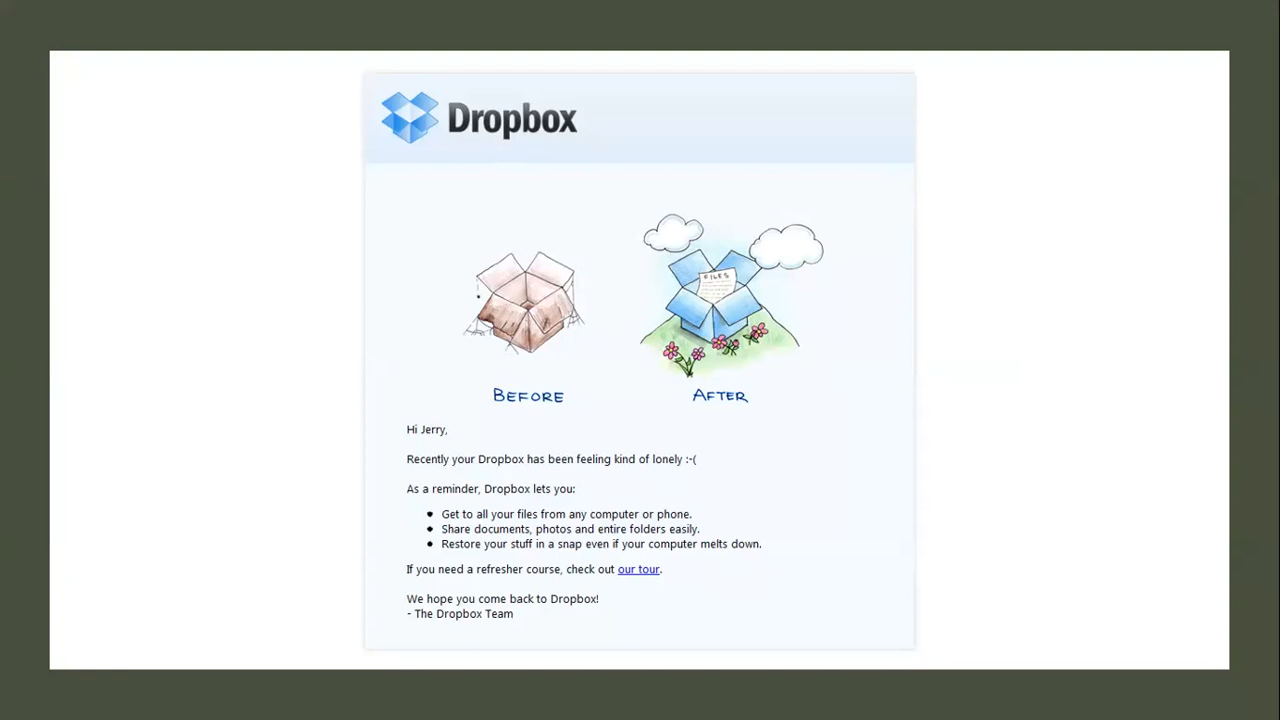 Dropbox
FILES
BEFORE
AFTER
Hi Jerry,
Recently your Dropbox has been feeling kind of lonely :-(
As a reminder, Dropbox lets you:
• Get to all your files from any computer or phone.
• Share documents, photos and entire folders easily.
• Restore your stuff in a snap even if your computer melts down.
If you need a refresher course, check out our tour.
We hope you come back to Dropbox!
- The Dropbox Team